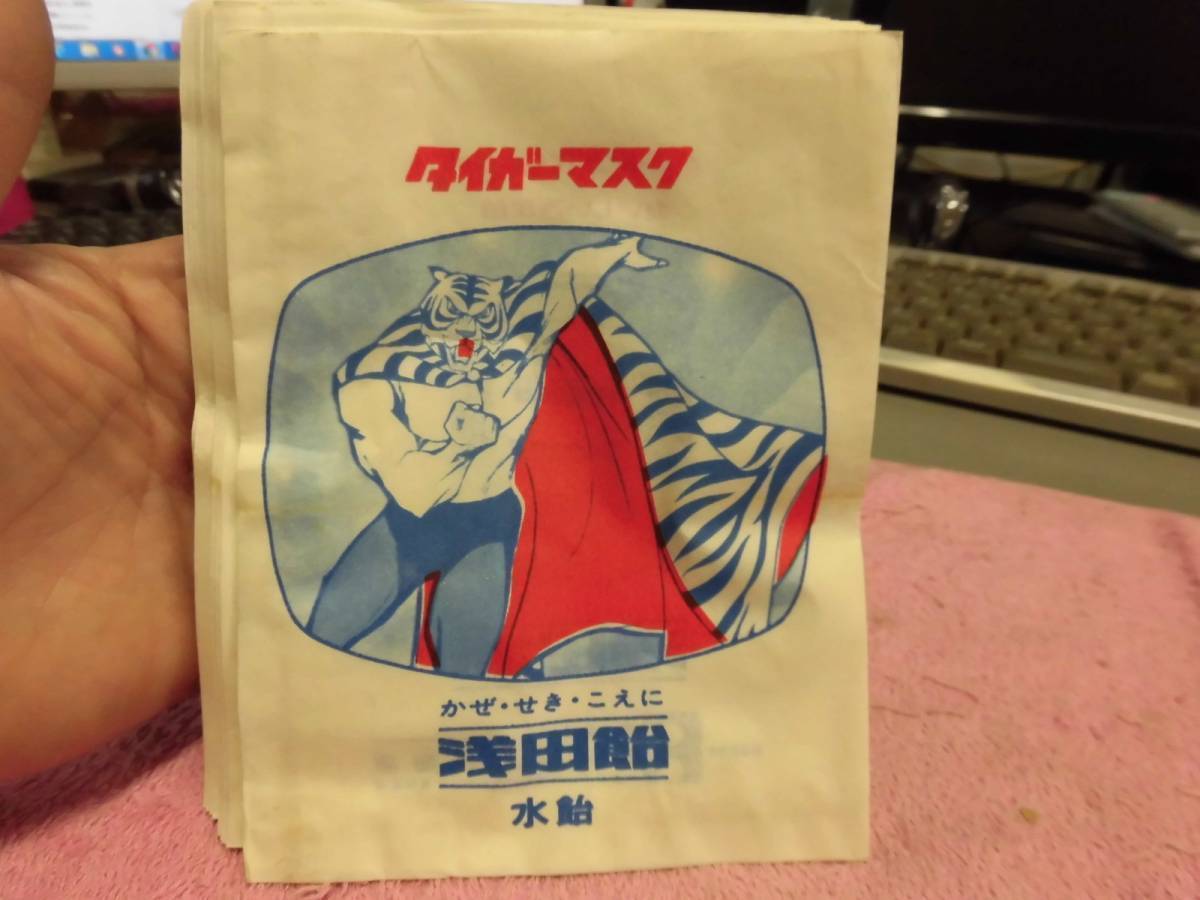 タイガーマスク
かぜ・せき・こえに
浅田飴
水飴